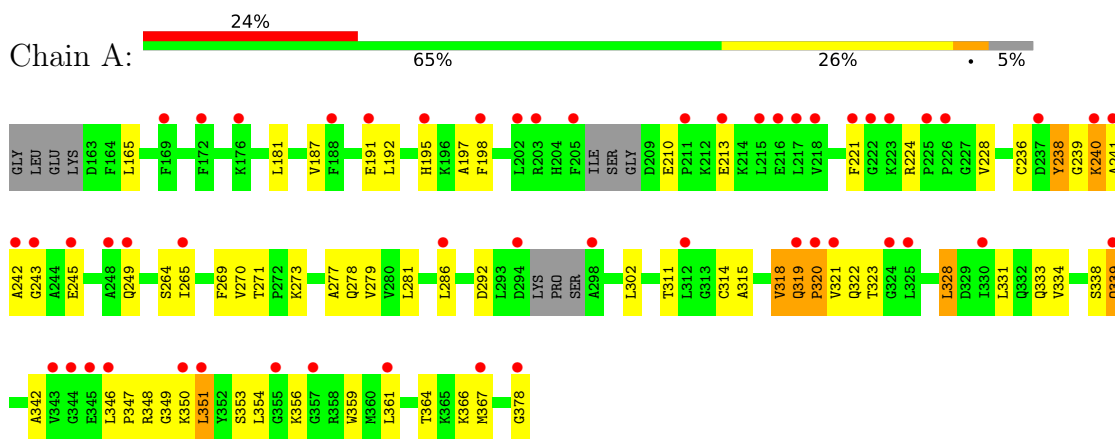 24%
Chain A:
65% 26% • 5%
GLY LEU GLU LYS D163 F164 L165 F169 F172 K176 L181 V187 F188 E191 L192 H195 K196 A197 F198 L202 R203 H204 F205 ILE SER GLY D209 E210 P211 K212 E213 K214 L215 E216 L217 V218 F221 G222 K223 R224 P225 P226 G227 V228 C236 D237 Y238 G239 K240 A241
A242 G243 A244 E245 A248 Q249 S264 I265 F269 V270 T271 P272 K273 A277 Q278 V279 V280 L281 L286 D292 L293 D294 LYS PRO SER A298 L302 T311 L312 G313 C314 A315 V318 Q319 P320 V321 Q322 T323 G324 L325 L328 D329 I330 L331 Q332 Q333 V334 S338
A342 V343 G344 E345 L346 P347 R348 G349 K350 L351 Y352 S353 L354 G355 K356 G357 R358 W359 M360 L361 T364 K365 K366 M367 G378